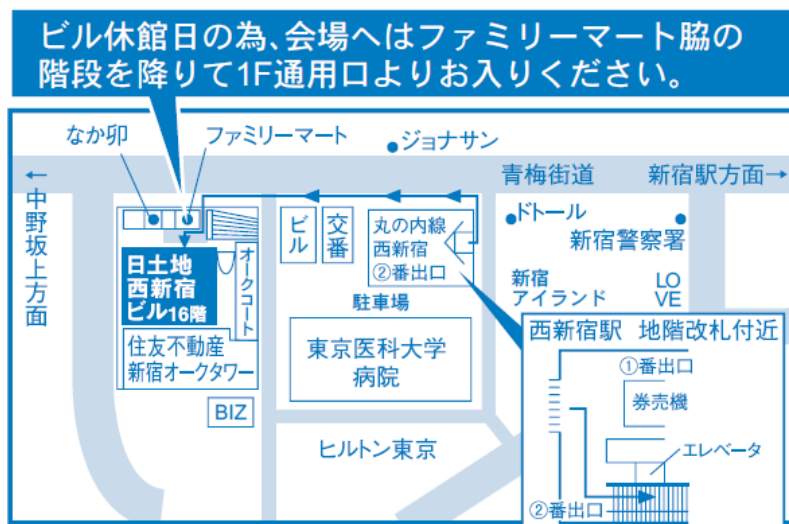 ビル休館日の為、会場へはファミリーマート脇の
階段を降りて1F通用口よりお入りください。
なか卯
ファミリーマート
ジョナサン
青梅街道
新宿駅方面→
←中野坂上方面
ビル
交番
丸の内線
西新宿
②番出口
ドトール
新宿警察署
日土地
西新宿
ビル16階
オークコート
新宿
アイランド
LO
VE
駐車場
住友不動産
新宿オークタワー
東京医科大学
病院
BIZ
ヒルトン東京
西新宿駅 地階改札付近
①番出口
券売機
エレベータ
②番出口